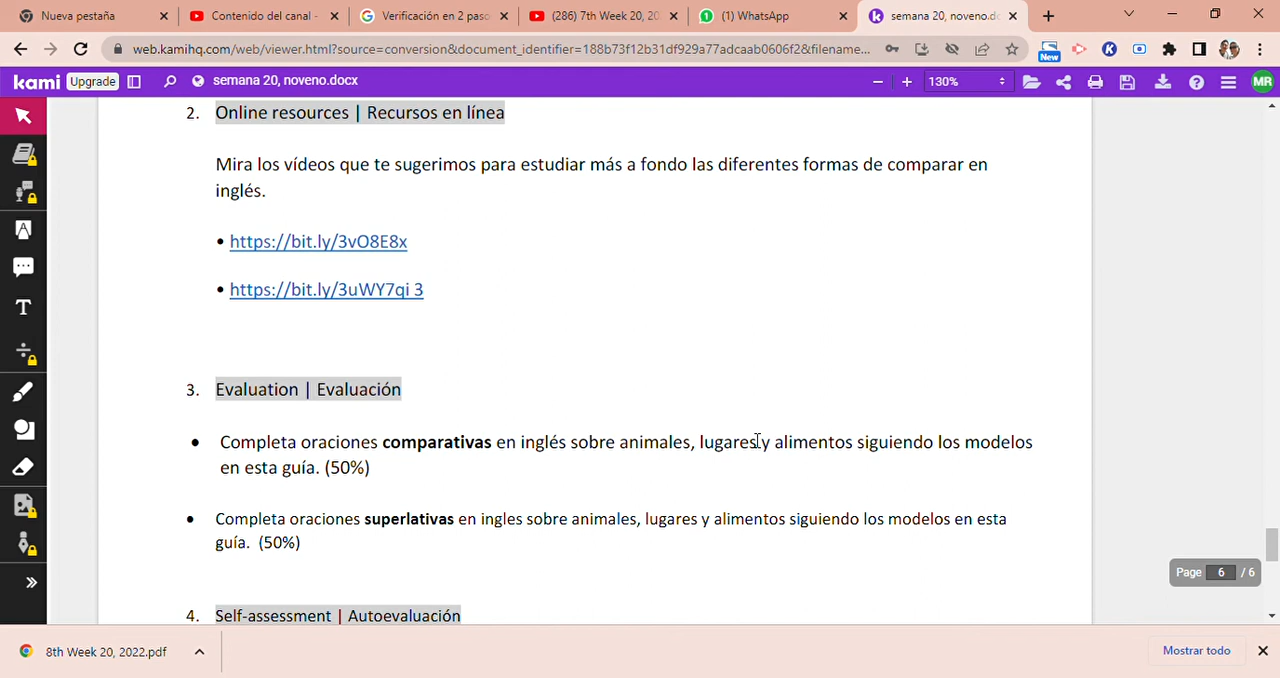 Nueva pestaña
Contenido del canal -
Verificación en 2 paso
(286) 7th Week 20, 20
(1) WhatsApp
semana 20, noveno.do
web.kamihq.com/web/viewer.html?source=conversion&document_identifier=188b73f12b31df929a77adcaab0606f2&filename...
New
kami Upgrade semana 20, noveno.docx 130% MR
2. Online resources | Recursos en línea
Mira los vídeos que te sugerimos para estudiar más a fondo las diferentes formas de comparar en
inglés.
• https://bit.ly/3vO8E8x
• https://bit.ly/3uWY7qi 3
3. Evaluation | Evaluación
• Completa oraciones comparativas en inglés sobre animales, lugares y alimentos siguiendo los modelos
en esta guía. (50%)
• Completa oraciones superlativas en ingles sobre animales, lugares y alimentos siguiendo los modelos en esta
guía. (50%)
Page 6 / 6
4. Self-assessment | Autoevaluación
8th Week 20, 2022.pdf
Mostrar todo